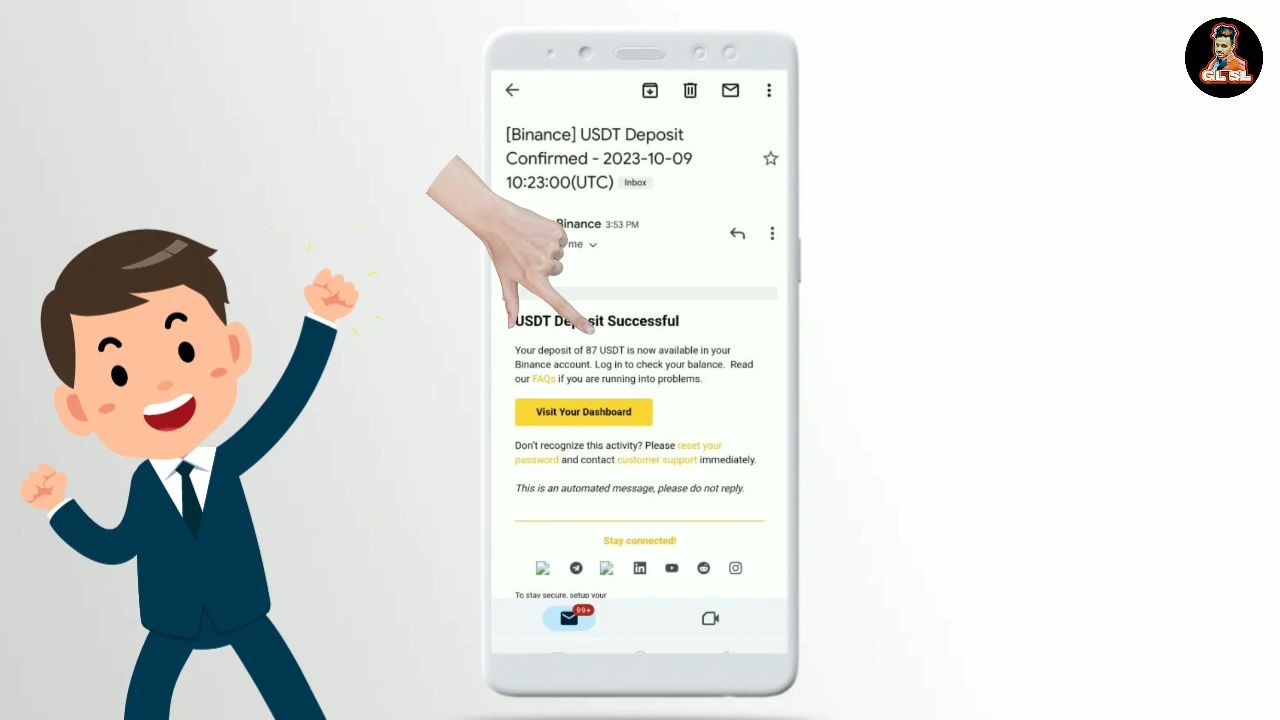 GL SL
[Binance] USDT Deposit
Confirmed - 2023-10-09
10:23:00(UTC) Inbox
Binance 3:53 PM
me
USDT Deposit Successful
Your deposit of 87 USDT is now available in your
Binance account. Log in to check your balance. Read
our FAQs if you are running into problems.
Visit Your Dashboard
Don't recognize this activity? Please reset your
password and contact customer support immediately.
This is an automated message, please do not reply.
Stay connected!
To stay secure, setup your
99+